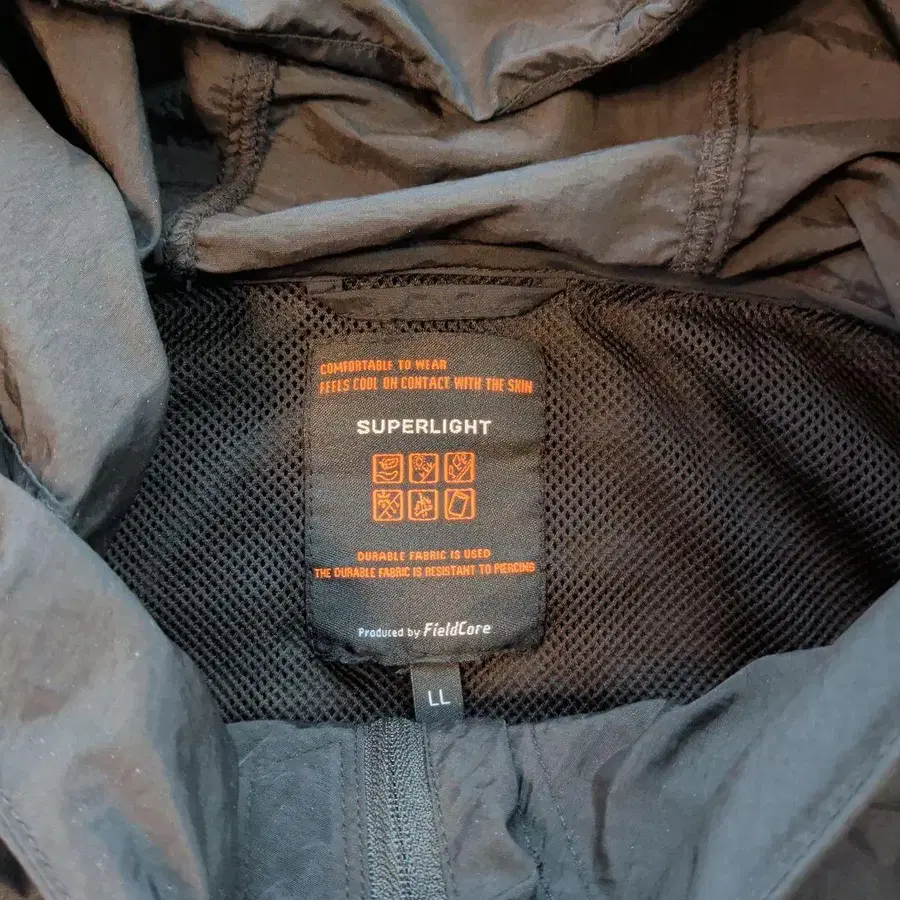 COMFORTABLE TO WEAR
FEELS COOL ON CONTACT WITH THE SKIN
SUPERLIGHT
DURABLE FABRIC IS USED
THE DURABLE FABRIC IS RESISTANT TO PIERCING
Produced by FieldCore
LL